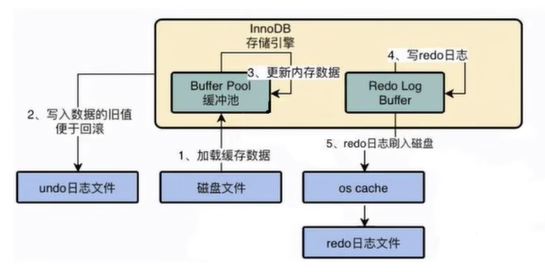 InnoDB
存储引擎
4、写redo日志
3、更新内存数据
Buffer Pool
缓冲池
Redo Log
Buffer
2、写入数据的旧值
便于回滚
1、加载缓存数据
5、redo日志刷入磁盘
undo日志文件
磁盘文件
os cache
redo日志文件